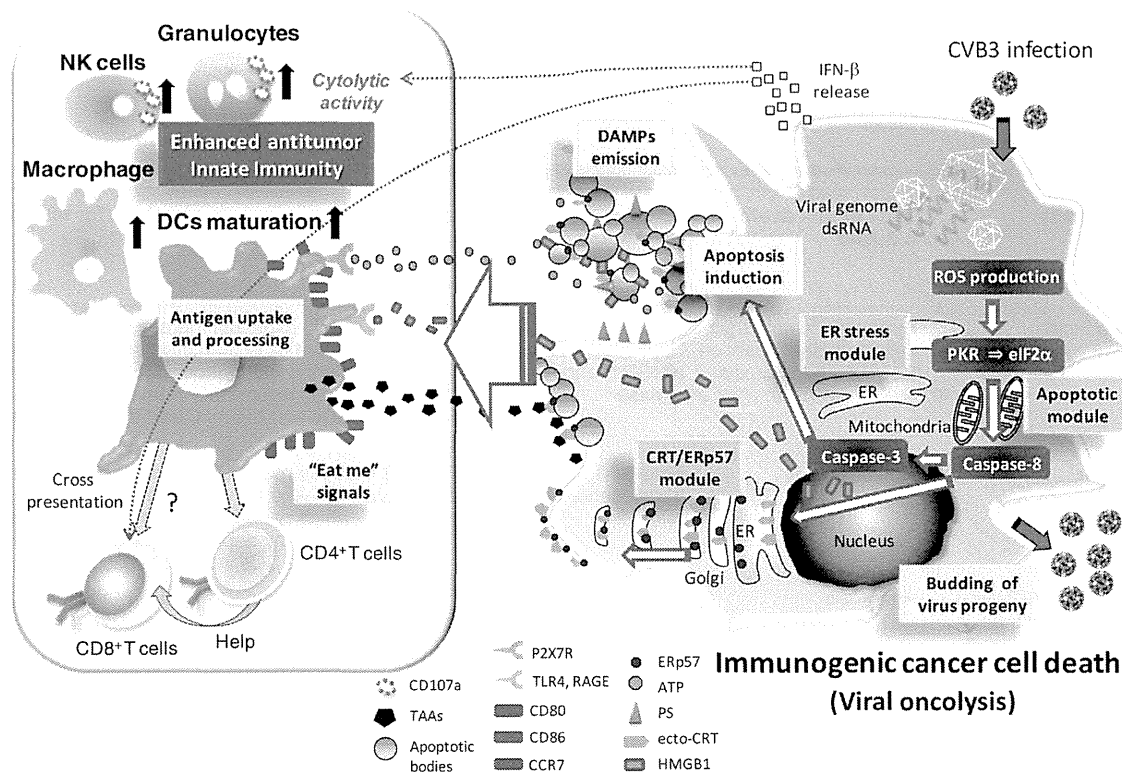 Granulocytes
NK cells
Cytolytic
activity
Enhanced antitumor
Innate Immunity
Macrophage
DCs maturation
Antigen uptake
and processing
"Eat me"
signals
Cross
presentation
?
CD4+T cells
CD8+T cells
Help
IFN-β
release
CVB3 infection
DAMPs
emission
Viral genome
dsRNA
Apoptosis
induction
ROS production
ER stress
module
PKR ⇒ eIF2α
ER
Mitochondria
Apoptotic
module
CRT/ERp57
module
Caspase-3
Caspase-8
ER
Nucleus
Golgi
Budding of
virus progeny
Immunogenic cancer cell death
(Viral oncolysis)
CD107a
TAAs
Apoptotic
bodies
P2X7R
TLR4, RAGE
CD80
CD86
CCR7
ERp57
ATP
PS
ecto-CRT
HMGB1